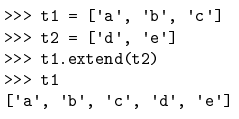 >>> t1 = ['a', 'b', 'c']
>>> t2 = ['d', 'e']
>>> t1.extend(t2)
>>> t1
['a', 'b', 'c', 'd', 'e']